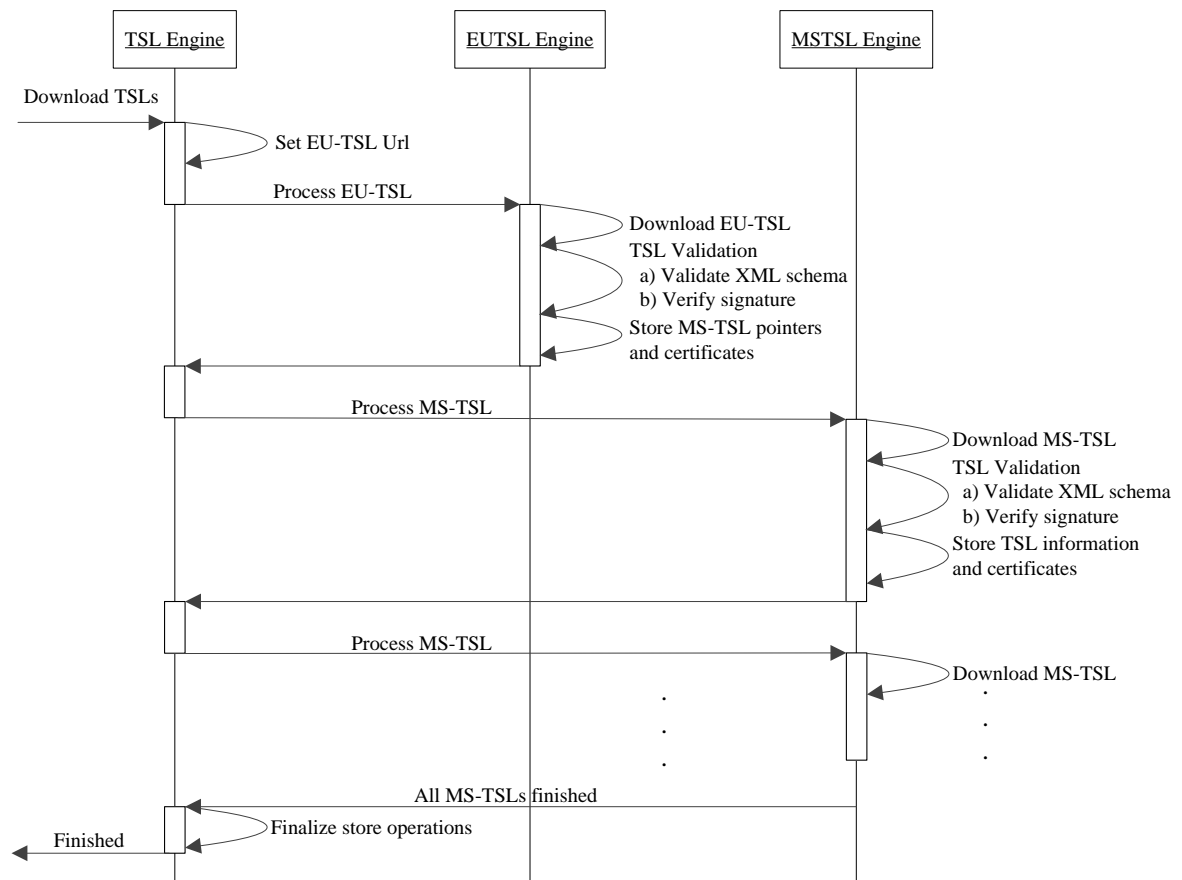 TSL Engine
EUTSL Engine
MSTSL Engine
Download TSLs
Set EU-TSL Url
Process EU-TSL
Download EU-TSL
TSL Validation
a) Validate XML schema
b) Verify signature
Store MS-TSL pointers
and certificates
Process MS-TSL
Download MS-TSL
TSL Validation
a) Validate XML schema
b) Verify signature
Store TSL information
and certificates
Process MS-TSL
Download MS-TSL
All MS-TSLs finished
Finalize store operations
Finished